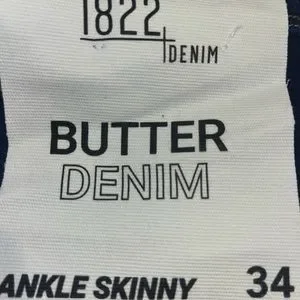 1822
DENIM
BUTTER
DENIM
ANKLE SKINNY 34